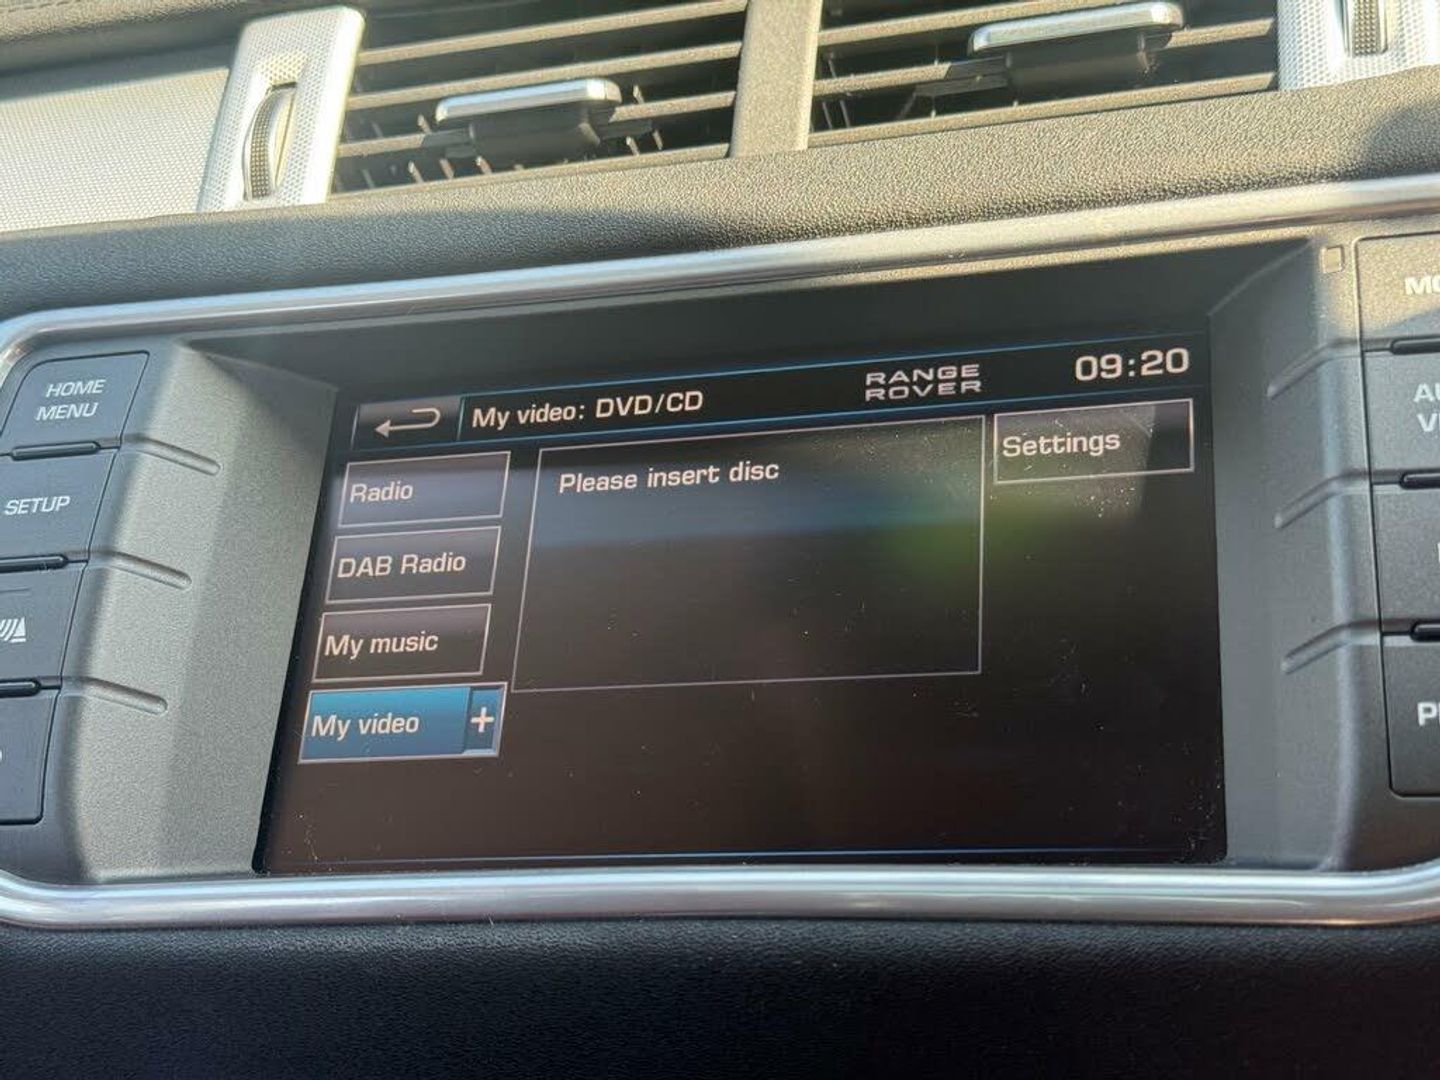 HOME
MENU
SETUP
My video: DVD/CD
RANGE
ROVER
09:20
Radio
DAB Radio
My music
My video +
Please insert disc
Settings